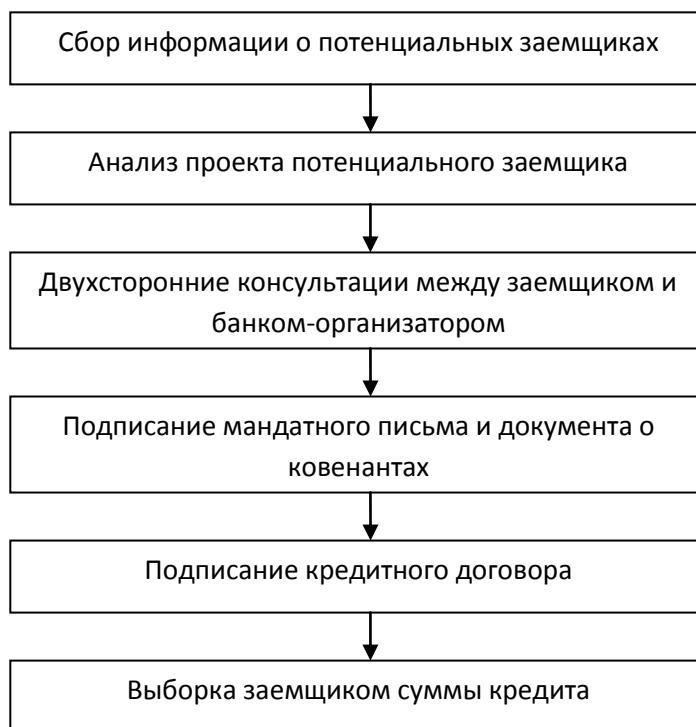 Сбор информации о потенциальных заемщиках
Анализ проекта потенциального заемщика
Двухсторонние консультации между заемщиком и
банком-организатором
Подписание мандатного письма и документа о
ковенантах
Подписание кредитного договора
Выборка заемщиком суммы кредита